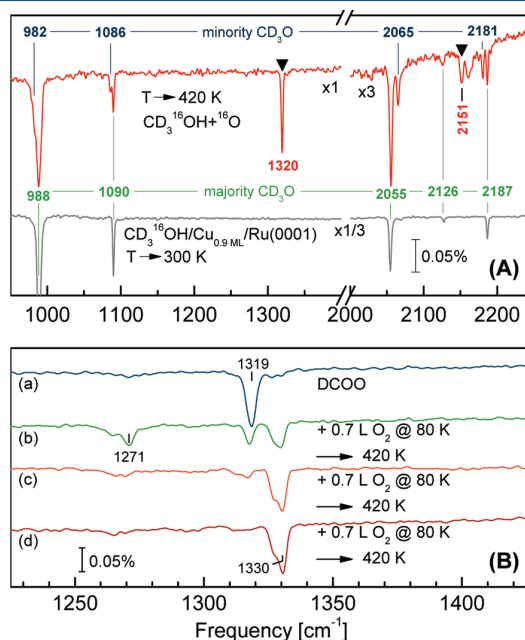 982 1086 minority CD3O 2065 2181
x1 x3
T → 420 K
CD3^16OH+^16O
1320
2151
988 1090 majority CD3O 2055 2126 2187
CD3^16OH/Cu0.9 ML/Ru(0001) x1/3
T → 300 K
0.05%
(A)
1000 1100 1200 1300 2000 2100 2200
(a) 1319
DCOO
(b) 1271
+ 0.7 L O2 @ 80 K
→ 420 K
(c) + 0.7 L O2 @ 80 K
→ 420 K
(d) + 0.7 L O2 @ 80 K
→ 420 K
1330
0.05%
(B)
1250 1300 1350 1400
Frequency [cm^-1]